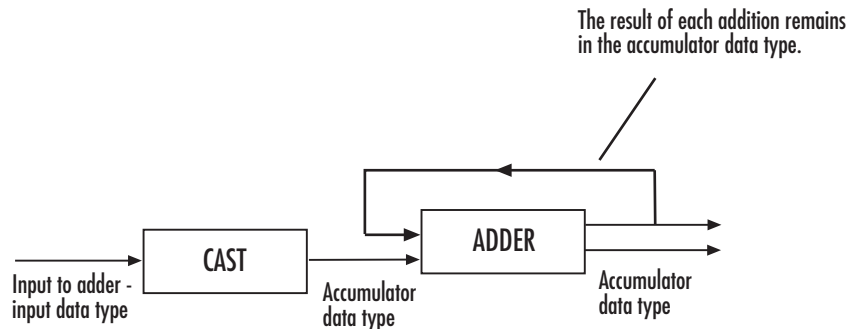 The result of each addition remains
in the accumulator data type.
CAST
ADDER
Input to adder -
input data type
Accumulator
data type
Accumulator
data type